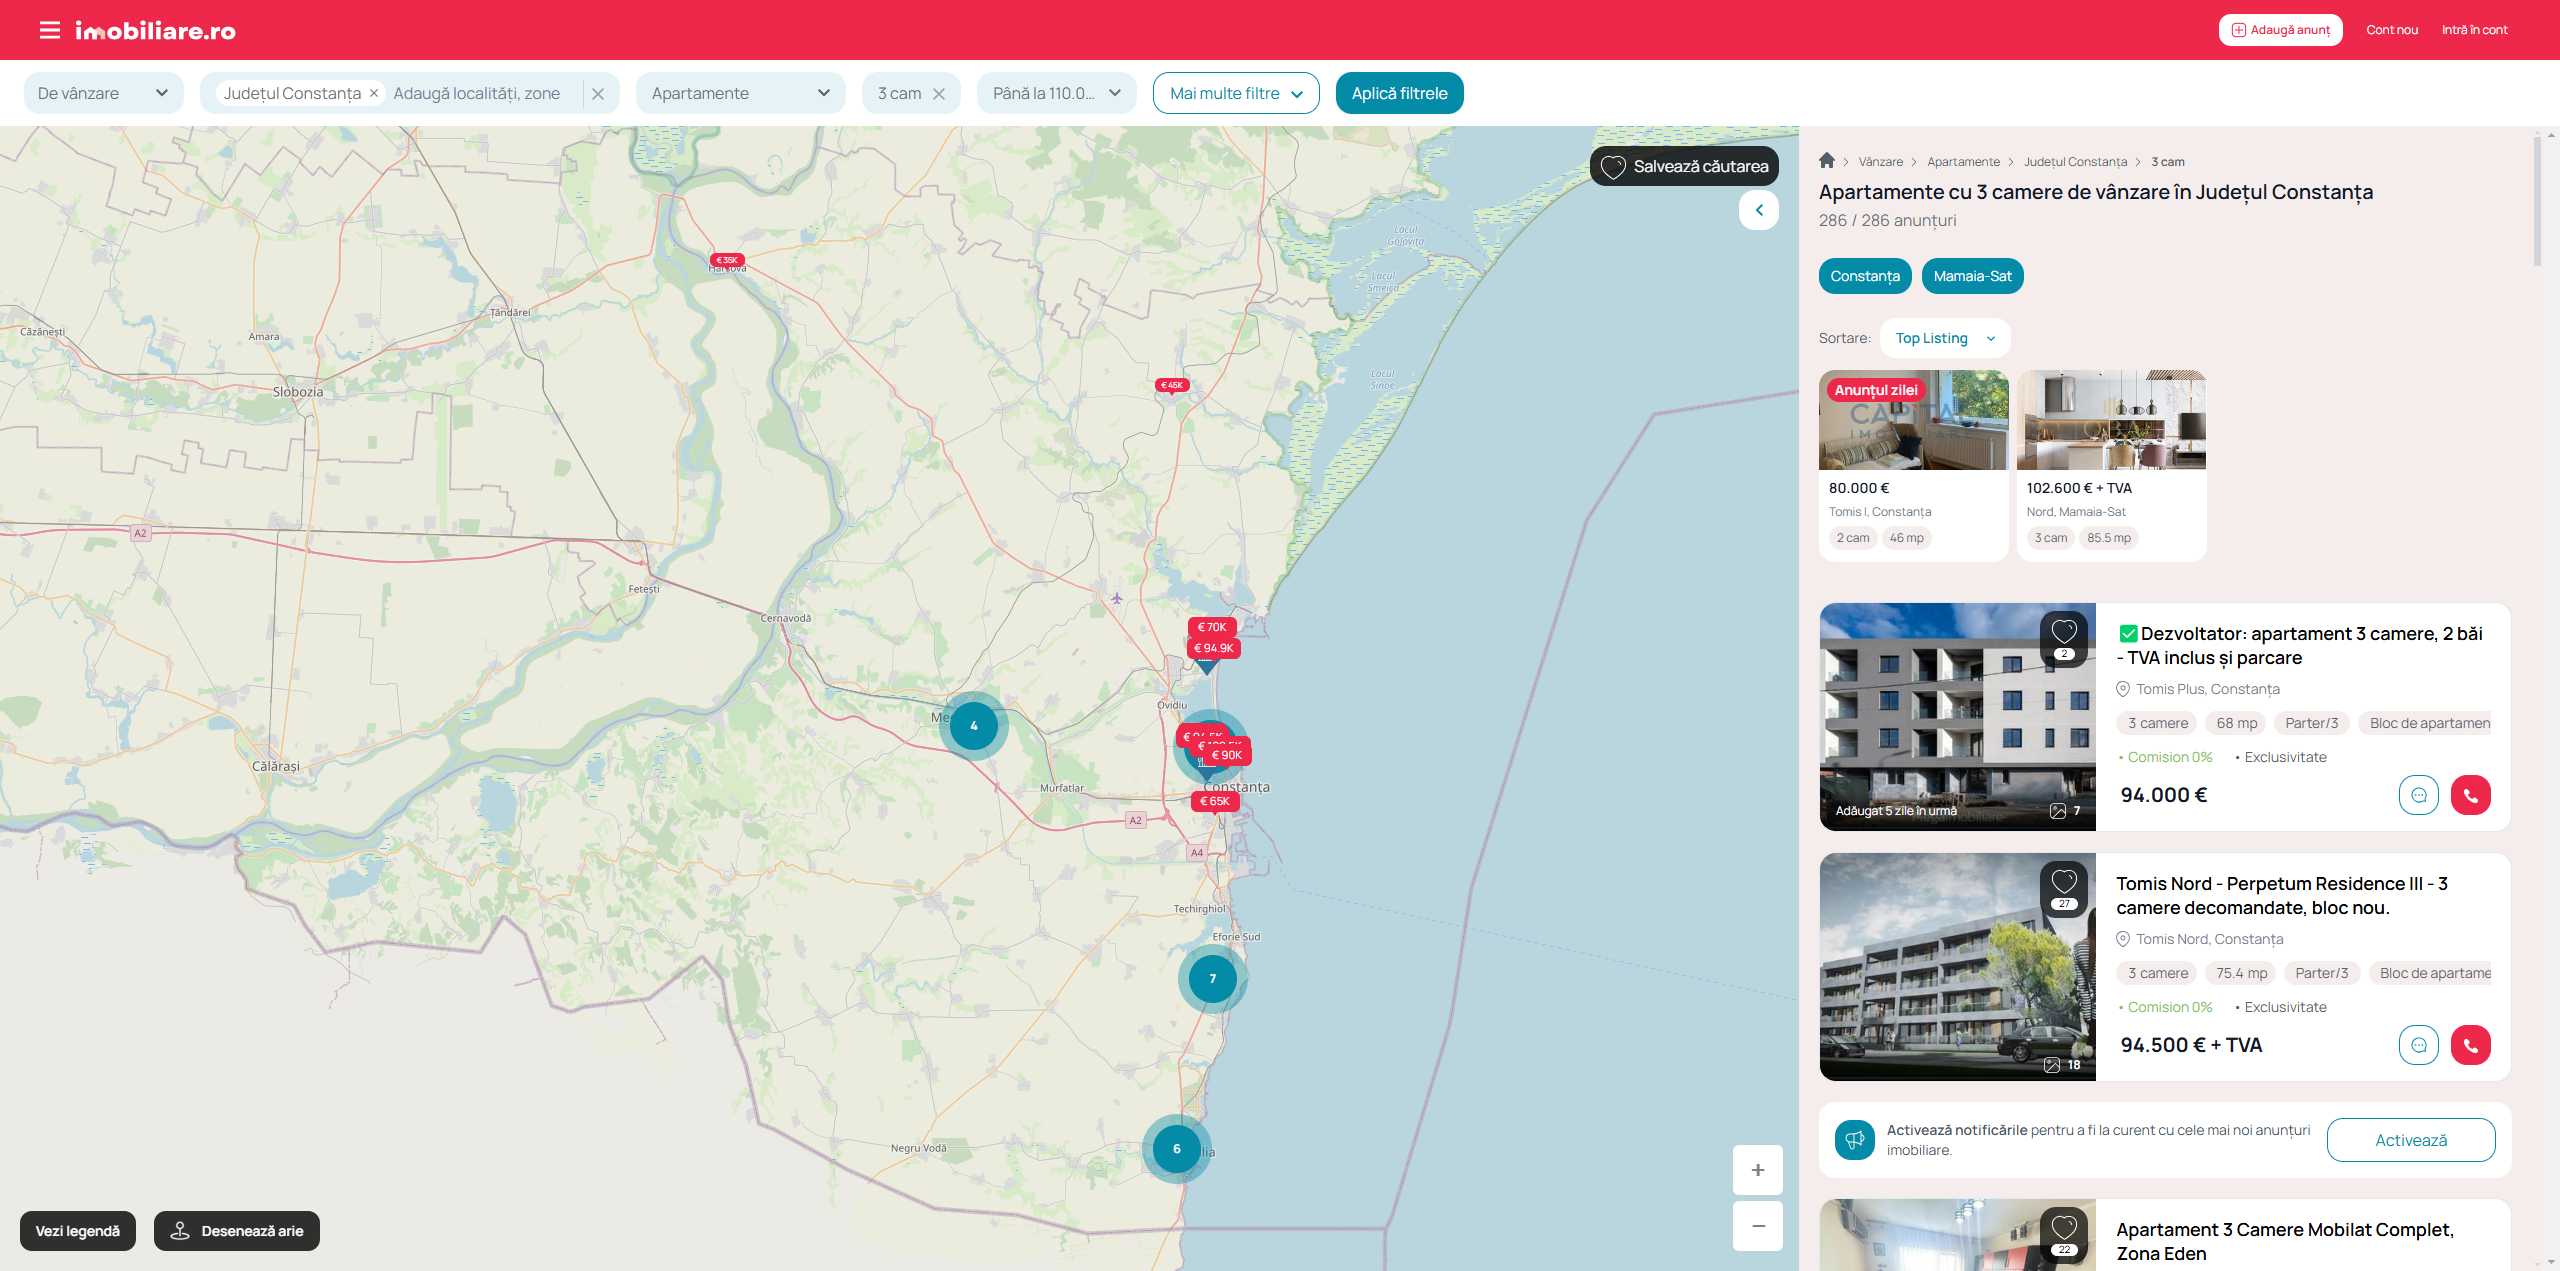 imobiliare.ro
Adaugă anunț
Cont nou
Intră în cont
De vânzare
Județul Constanța
Adaugă localități, zone
Apartamente
3 cam
Până la 110.0...
Mai multe filtre
Aplică filtrele
Salvează căutarea
Lacul Golovița
Lacul Smeica
Lacul Sinoe
€ 35K
Hârșova
Țăndărei
Căzănești
Amara
Slobozia
€ 45K
A2
Fetești
Cernavodă
€ 70K
€ 94.9K
Ovidiu
4
€ 90K
Călărași
Murfatlar
Constanța
€ 65K
A2
A4
Techirghiol
Eforie Sud
7
Negru Vodă
6
+
−
Vezi legendă
Desenează arie
Vânzare
Apartamente
Județul Constanța
3 cam
Apartamente cu 3 camere de vânzare în Județul Constanța
286 / 286 anunțuri
Constanța
Mamaia-Sat
Sortare:
Top Listing
Anunțul zilei
80.000 €
Tomis I, Constanța
2 cam
46 mp
102.600 € + TVA
Nord, Mamaia-Sat
3 cam
85.5 mp
✅Dezvoltator: apartament 3 camere, 2 băi
- TVA inclus și parcare
2
Tomis Plus, Constanța
3 camere
68 mp
Parter/3
Bloc de apartamen
• Comision 0%
• Exclusivitate
94.000 €
Adăugat 5 zile în urmă
7
Tomis Nord - Perpetum Residence III - 3
camere decomandate, bloc nou.
27
Tomis Nord, Constanța
3 camere
75.4 mp
Parter/3
Bloc de apartame
• Comision 0%
• Exclusivitate
94.500 € + TVA
18
Activează notificările pentru a fi la curent cu cele mai noi anunțuri
imobiliare.
Activează
Apartament 3 Camere Mobilat Complet,
Zona Eden
22